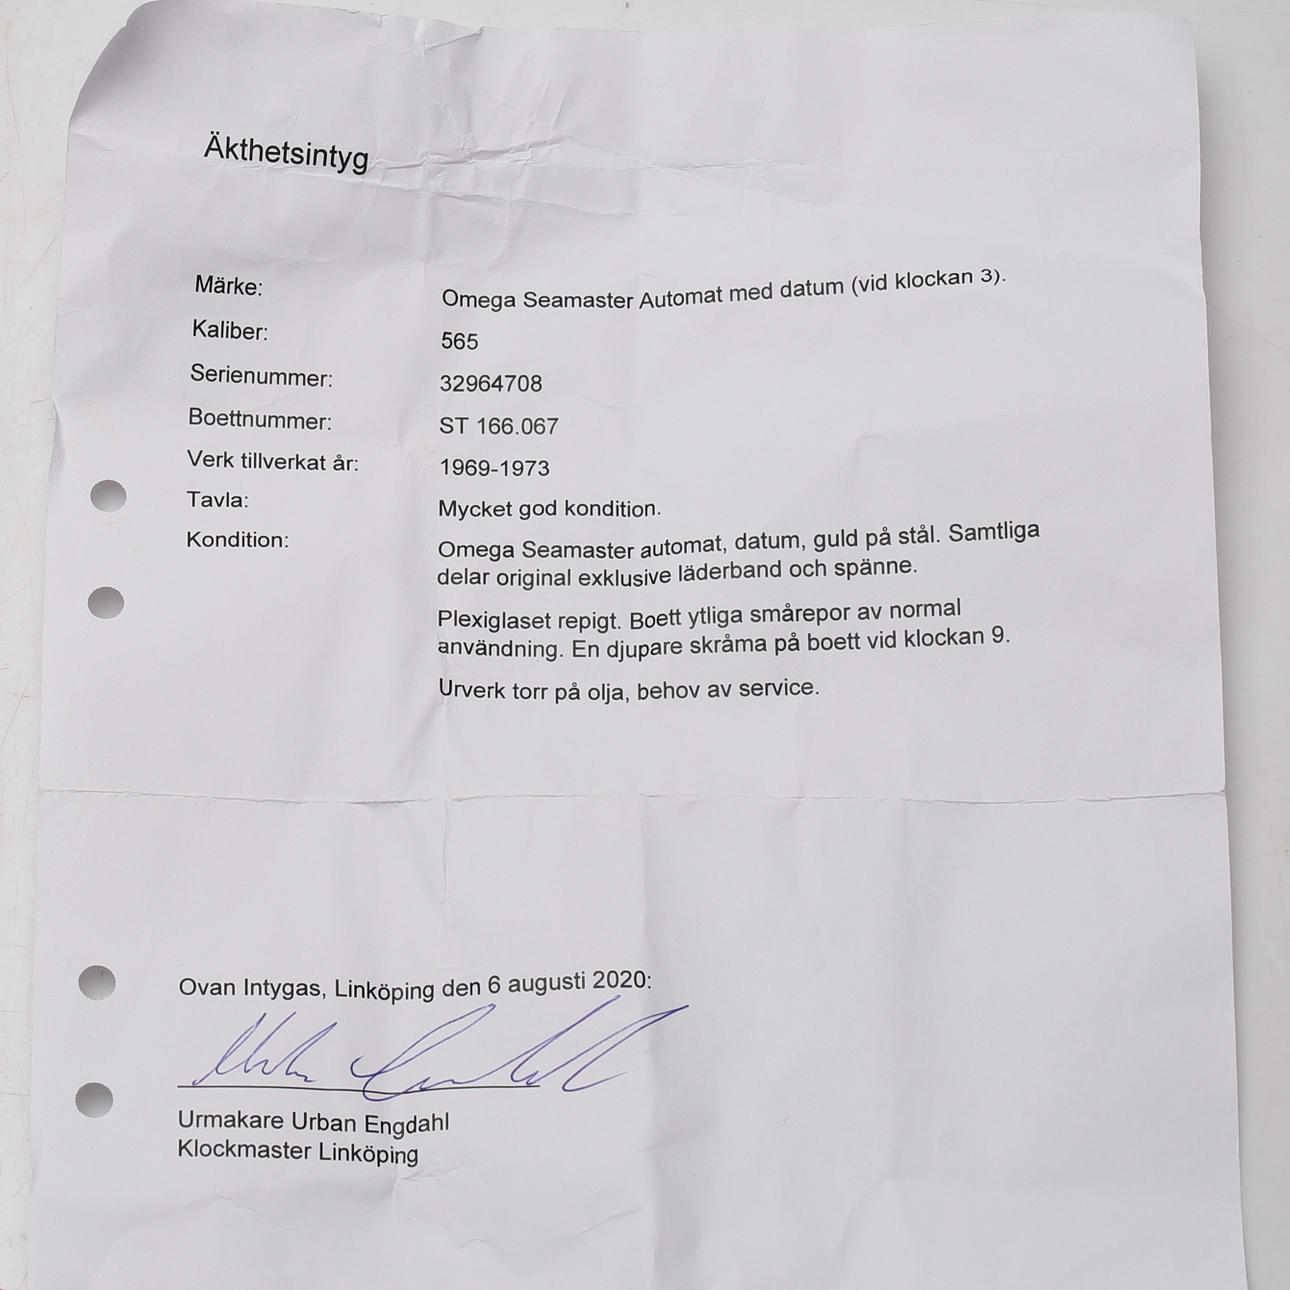 Äkthetsintyg
Märke: Omega Seamaster Automat med datum (vid klockan 3).
Kaliber: 565
Serienummer: 32964708
Boettnummer: ST 166.067
Verk tillverkat år: 1969-1973
Tavla: Mycket god kondition.
Kondition: Omega Seamaster automat, datum, guld på stål. Samtliga
delar original exklusive läderband och spänne.
Plexiglaset repigt. Boett ytliga smårepor av normal
användning. En djupare skråma på boett vid klockan 9.
Urverk torr på olja, behov av service.
Ovan Intygas, Linköping den 6 augusti 2020:
Urmakare Urban Engdahl
Klockmaster Linköping